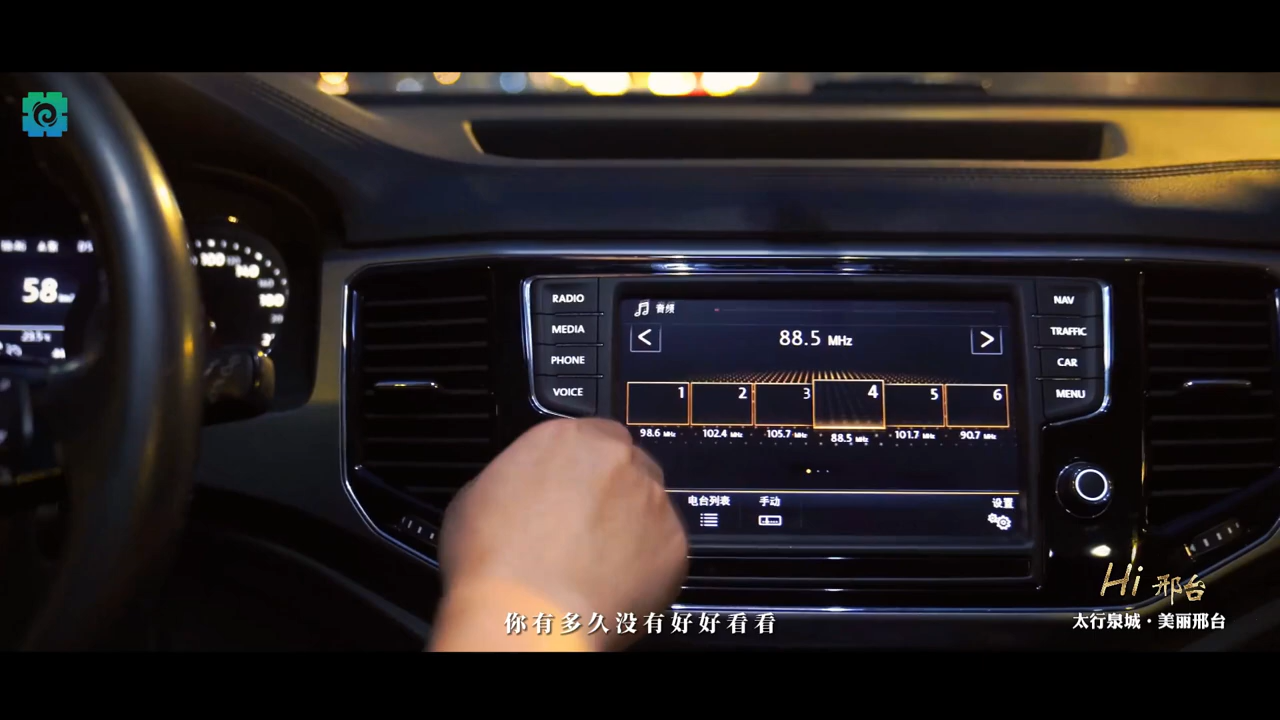 58
100
140
180
RADIO
MEDIA
PHONE
VOICE
音频
<
88.5 MHz
>
1
2
3
4
5
6
98.6 MHz
102.4 MHz
105.7 MHz
88.5 MHz
101.7 MHz
90.7 MHz
电台列表
手动
设置
NAV
TRAFFIC
CAR
MENU
Hi 邢台
太行泉城·美丽邢台
你有多久没有好好看看